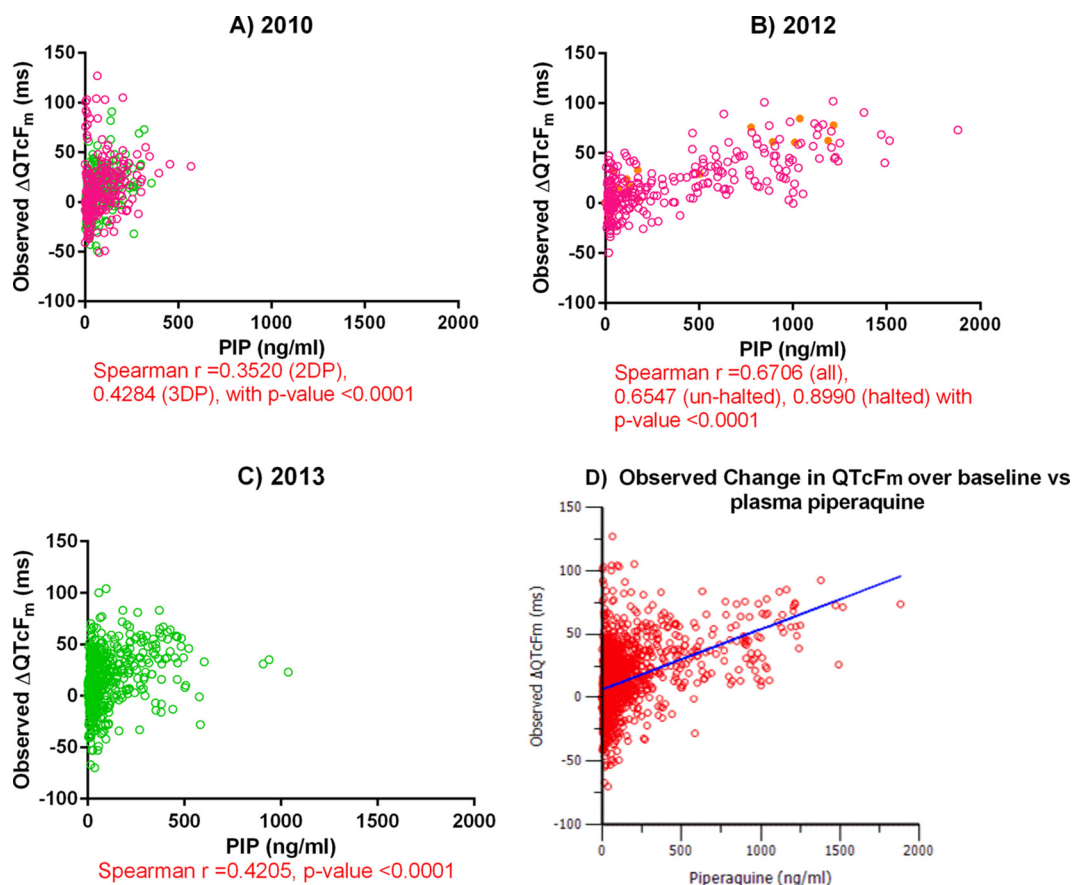 A) 2010
150
100
50
0
-50
-100
0
500
1000
1500
2000
Observed ΔQTcFm (ms)
PIP (ng/ml)
Spearman r =0.3520 (2DP),
0.4284 (3DP), with p-value <0.0001
B) 2012
150
100
50
0
-50
-100
0
500
1000
1500
2000
Observed ΔQTcFm (ms)
PIP (ng/ml)
Spearman r =0.6706 (all),
0.6547 (un-halted), 0.8990 (halted) with
p-value <0.0001
C) 2013
150
100
50
0
-50
-100
0
500
1000
1500
2000
Observed ΔQTcFm (ms)
PIP (ng/ml)
Spearman r =0.4205, p-value <0.0001
D) Observed Change in QTcFm over baseline vs
plasma piperaquine
150
100
50
0
-50
-100
0
500
1000
1500
2000
Observed ΔQTcFm (ms)
Piperaquine (ng/ml)